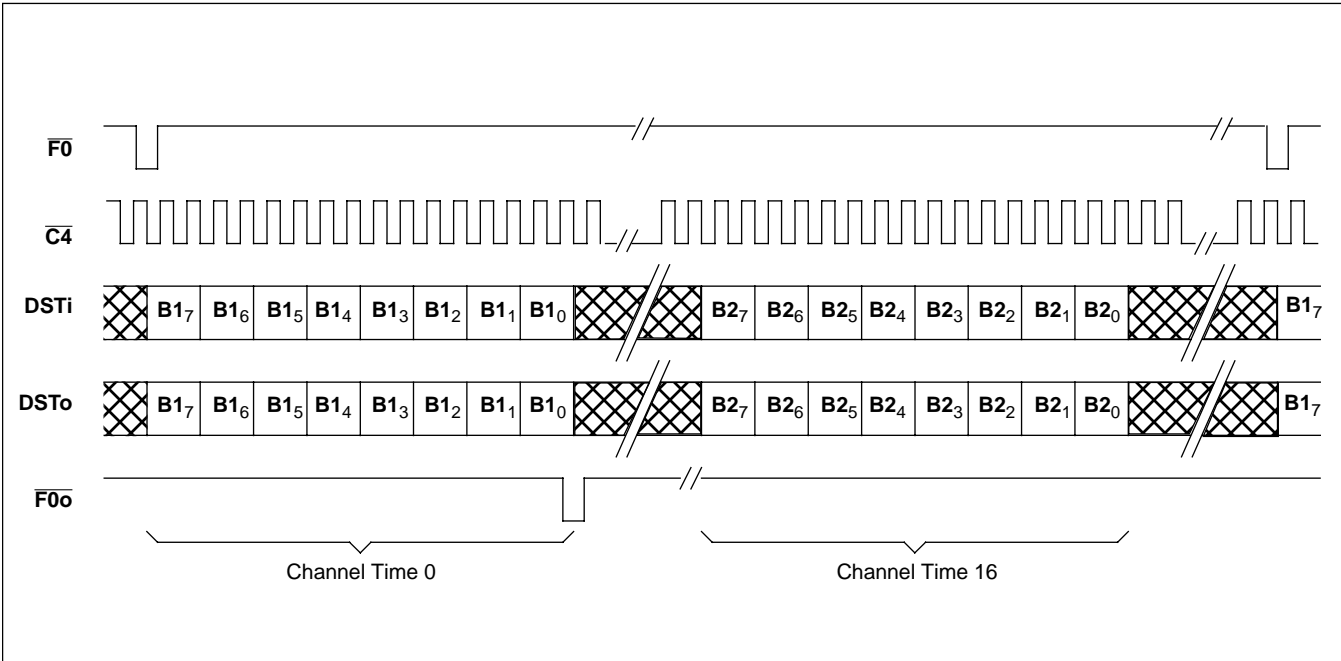 F0
C4
DSTi B1₇ B1₆ B1₅ B1₄ B1₃ B1₂ B1₁ B1₀ B2₇ B2₆ B2₅ B2₄ B2₃ B2₂ B2₁ B2₀ B1₇
DSTo B1₇ B1₆ B1₅ B1₄ B1₃ B1₂ B1₁ B1₀ B2₇ B2₆ B2₅ B2₄ B2₃ B2₂ B2₁ B2₀ B1₇
F0o
Channel Time 0 Channel Time 16